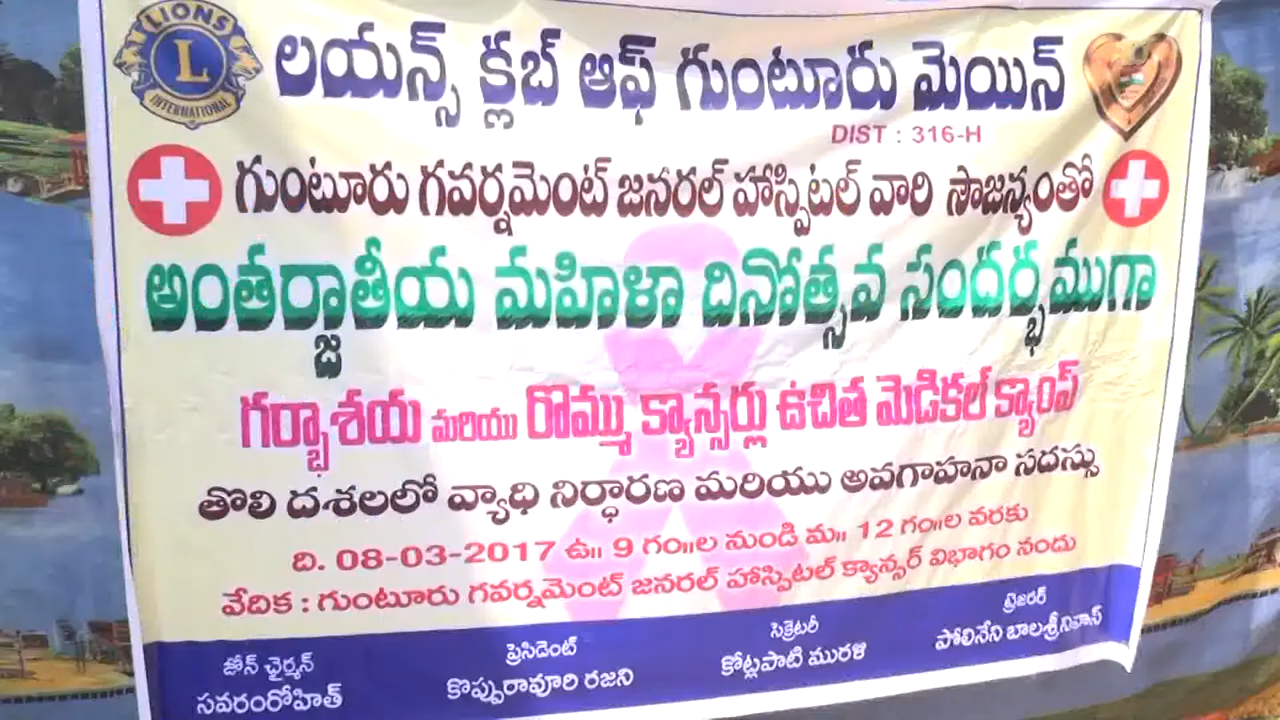 LIONS
L
INTERNATIONAL
లయన్స్ క్లబ్ ఆఫ్ గుంటూరు మెయిన్
DIST : 316-H
గుంటూరు గవర్నమెంట్ జనరల్ హాస్పిటల్ వారి సౌజన్యంతో
అంతర్జాతీయ మహిళా దినోత్సవ సందర్భముగా
గర్భాశయ మరియు రొమ్ము క్యాన్సర్లు ఉచిత మెడికల్ క్యాంప్
తొలి దశలలో వ్యాధి నిర్ధారణ మరియు అవగాహనా సదస్సు
ది. 08-03-2017 ఉ॥ 9 గం॥ల నుండి మ॥ 12 గం॥ల వరకు
వేదిక : గుంటూరు గవర్నమెంట్ జనరల్ హాస్పిటల్ క్యాన్సర్ విభాగం నందు
జోన్ ఛైర్మన్
సవరంరోహిత్
ప్రెసిడెంట్
కొప్పురావూరి రజని
సెక్రెటరీ
కోట్లపాటి మురళి
ట్రెజరర్
పోలినేని బాలశ్రీనివాస్